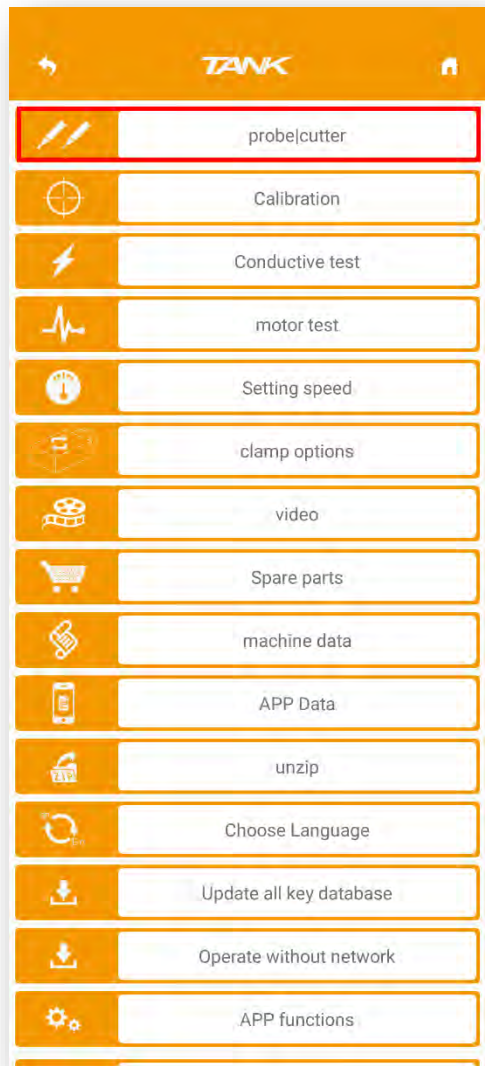 TANK
probe|cutter
Calibration
Conductive test
motor test
Setting speed
clamp options
video
Spare parts
machine data
APP Data
unzip
Choose Language
Update all key database
Operate without network
APP functions